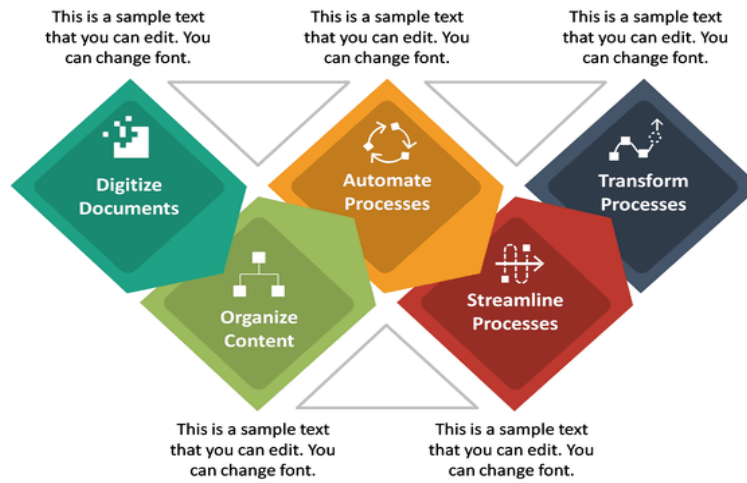 This is a sample text
that you can edit. You
can change font.
This is a sample text
that you can edit. You
can change font.
This is a sample text
that you can edit. You
can change font.
Digitize
Documents
Automate
Processes
Transform
Processes
Organize
Content
Streamline
Processes
This is a sample text
that you can edit. You
can change font.
This is a sample text
that you can edit. You
can change font.